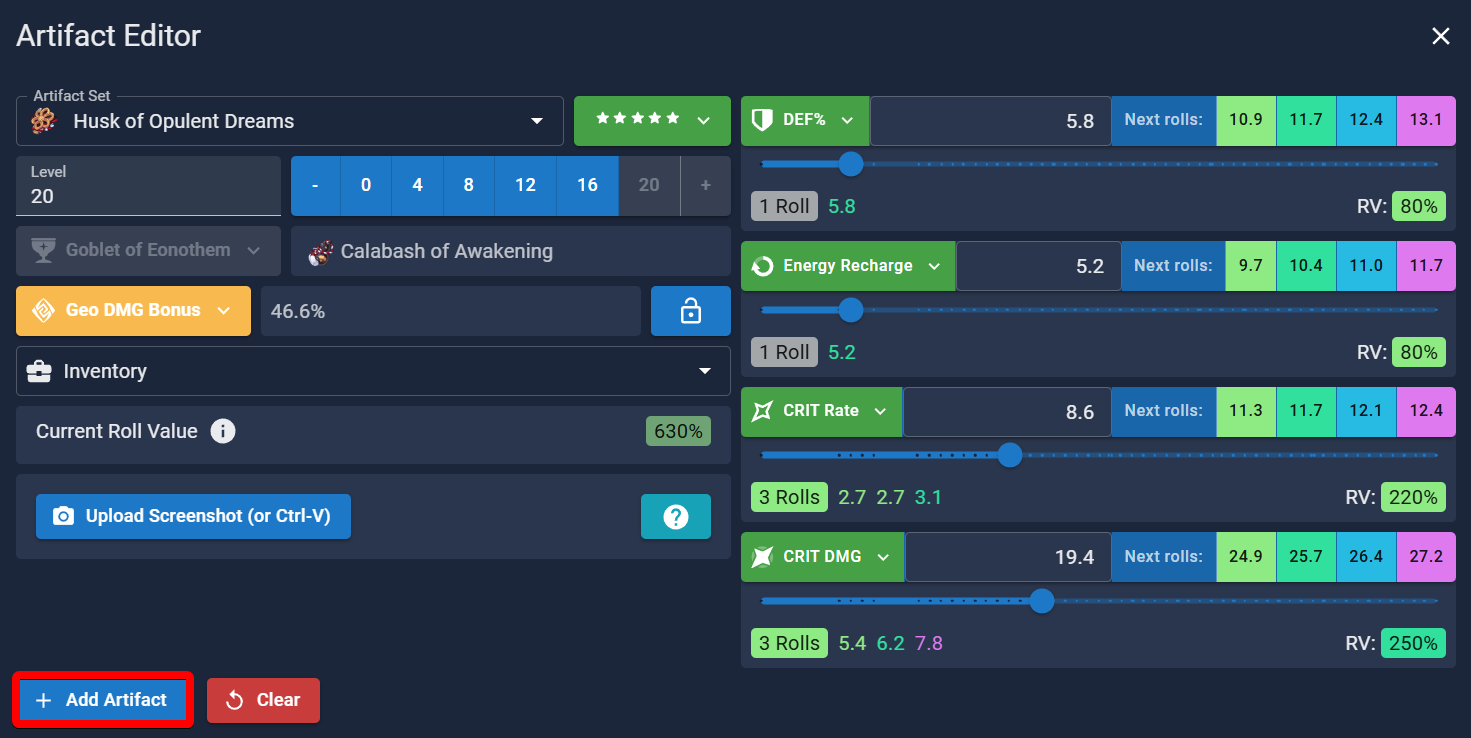 Artifact Editor
Artifact Set
Husk of Opulent Dreams
Level
20
- 0 4 8 12 16 20 +
Goblet of Eonothem
Calabash of Awakening
Geo DMG Bonus
46.6%
Inventory
Current Roll Value
630%
Upload Screenshot (or Ctrl-V)
?
DEF% 5.8 Next rolls: 10.9 11.7 12.4 13.1
1 Roll 5.8 RV: 80%
Energy Recharge 5.2 Next rolls: 9.7 10.4 11.0 11.7
1 Roll 5.2 RV: 80%
CRIT Rate 8.6 Next rolls: 11.3 11.7 12.1 12.4
3 Rolls 2.7 2.7 3.1 RV: 220%
CRIT DMG 19.4 Next rolls: 24.9 25.7 26.4 27.2
3 Rolls 5.4 6.2 7.8 RV: 250%
+ Add Artifact
Clear